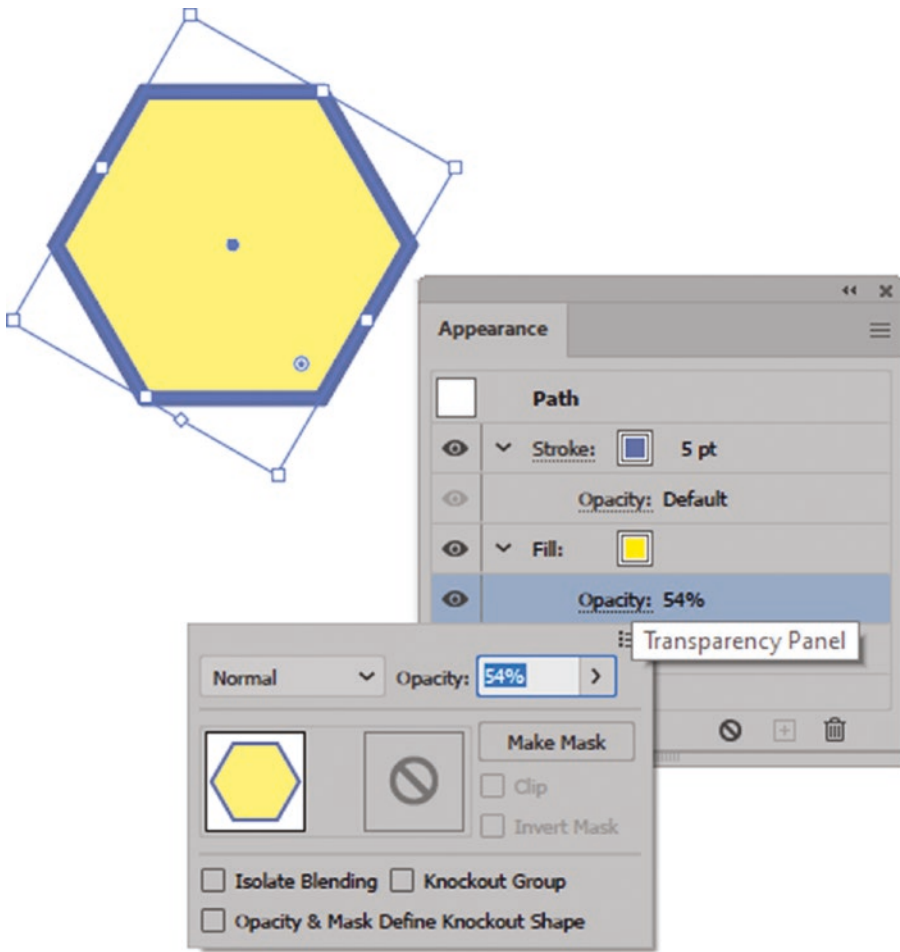 Appearance
Path
Stroke: 5 pt
Opacity: Default
Fill:
Opacity: 54%
Transparency Panel
Normal Opacity: 54%
Make Mask
Clip
Invert Mask
Isolate Blending Knockout Group
Opacity & Mask Define Knockout Shape